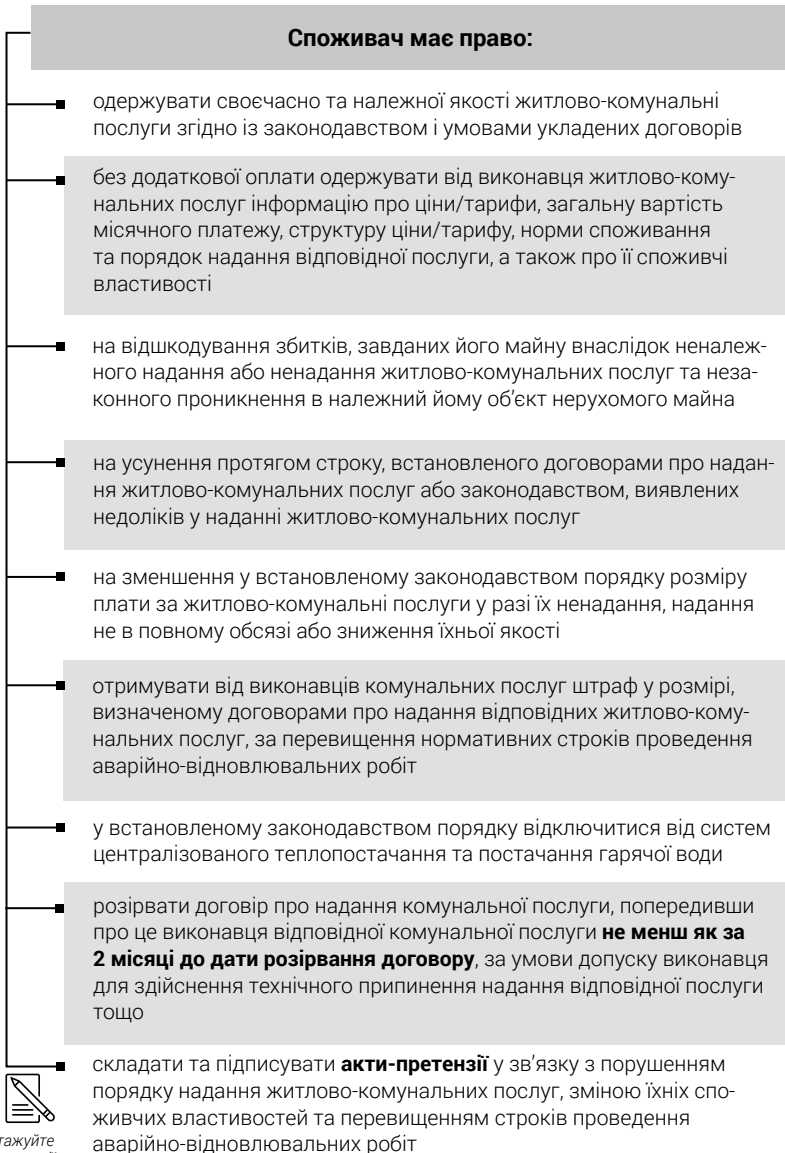 Споживач має право:
одержувати своєчасно та належної якості житлово-комунальні
послуги згідно із законодавством і умовами укладених договорів
без додаткової оплати одержувати від виконавця житлово-кому-
нальних послуг інформацію про ціни/тарифи, загальну вартість
місячного платежу, структуру ціни/тарифу, норми споживання
та порядок надання відповідної послуги, а також про її споживчі
властивості
на відшкодування збитків, завданих його майну внаслідок неналеж-
ного надання або ненадання житлово-комунальних послуг та неза-
конного проникнення в належний йому об’єкт нерухомого майна
на усунення протягом строку, встановленого договорами про надан-
ня житлово-комунальних послуг або законодавством, виявлених
недоліків у наданні житлово-комунальних послуг
на зменшення у встановленому законодавством порядку розміру
плати за житлово-комунальні послуги у разі їх ненадання, надання
не в повному обсязі або зниження їхньої якості
отримувати від виконавців комунальних послуг штраф у розмірі,
визначеному договорами про надання відповідних житлово-кому-
нальних послуг, за перевищення нормативних строків проведення
аварійно-відновлювальних робіт
у встановленому законодавством порядку відключитися від систем
централізованого теплопостачання та постачання гарячої води
розірвати договір про надання комунальної послуги, попередивши
про це виконавця відповідної комунальної послуги не менш як за
2 місяці до дати розірвання договору, за умови допуску виконавця
для здійснення технічного припинення надання відповідної послуги
тощо
складати та підписувати акти-претензії у зв’язку з порушенням
порядку надання житлово-комунальних послуг, зміною їхніх спо-
живчих властивостей та перевищенням строків проведення
аварійно-відновлювальних робіт
тажуйте